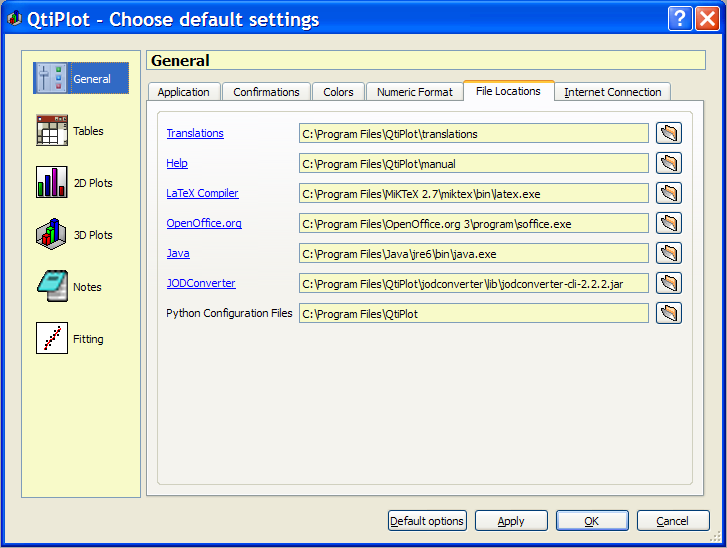 QtiPlot - Choose default settings
General
Tables
2D Plots
3D Plots
Notes
Fitting
General
Application Confirmations Colors Numeric Format File Locations Internet Connection
Translations C:\Program Files\QtiPlot\translations
Help C:\Program Files\QtiPlot\manual
LaTeX Compiler C:\Program Files\MiKTeX 2.7\miktex\bin\latex.exe
OpenOffice.org C:\Program Files\OpenOffice.org 3\program\soffice.exe
Java C:\Program Files\Java\jre6\bin\java.exe
JODConverter C:\Program Files\QtiPlot\jodconverter\lib\jodconverter-cli-2.2.2.jar
Python Configuration Files C:\Program Files\QtiPlot
Default options Apply OK Cancel